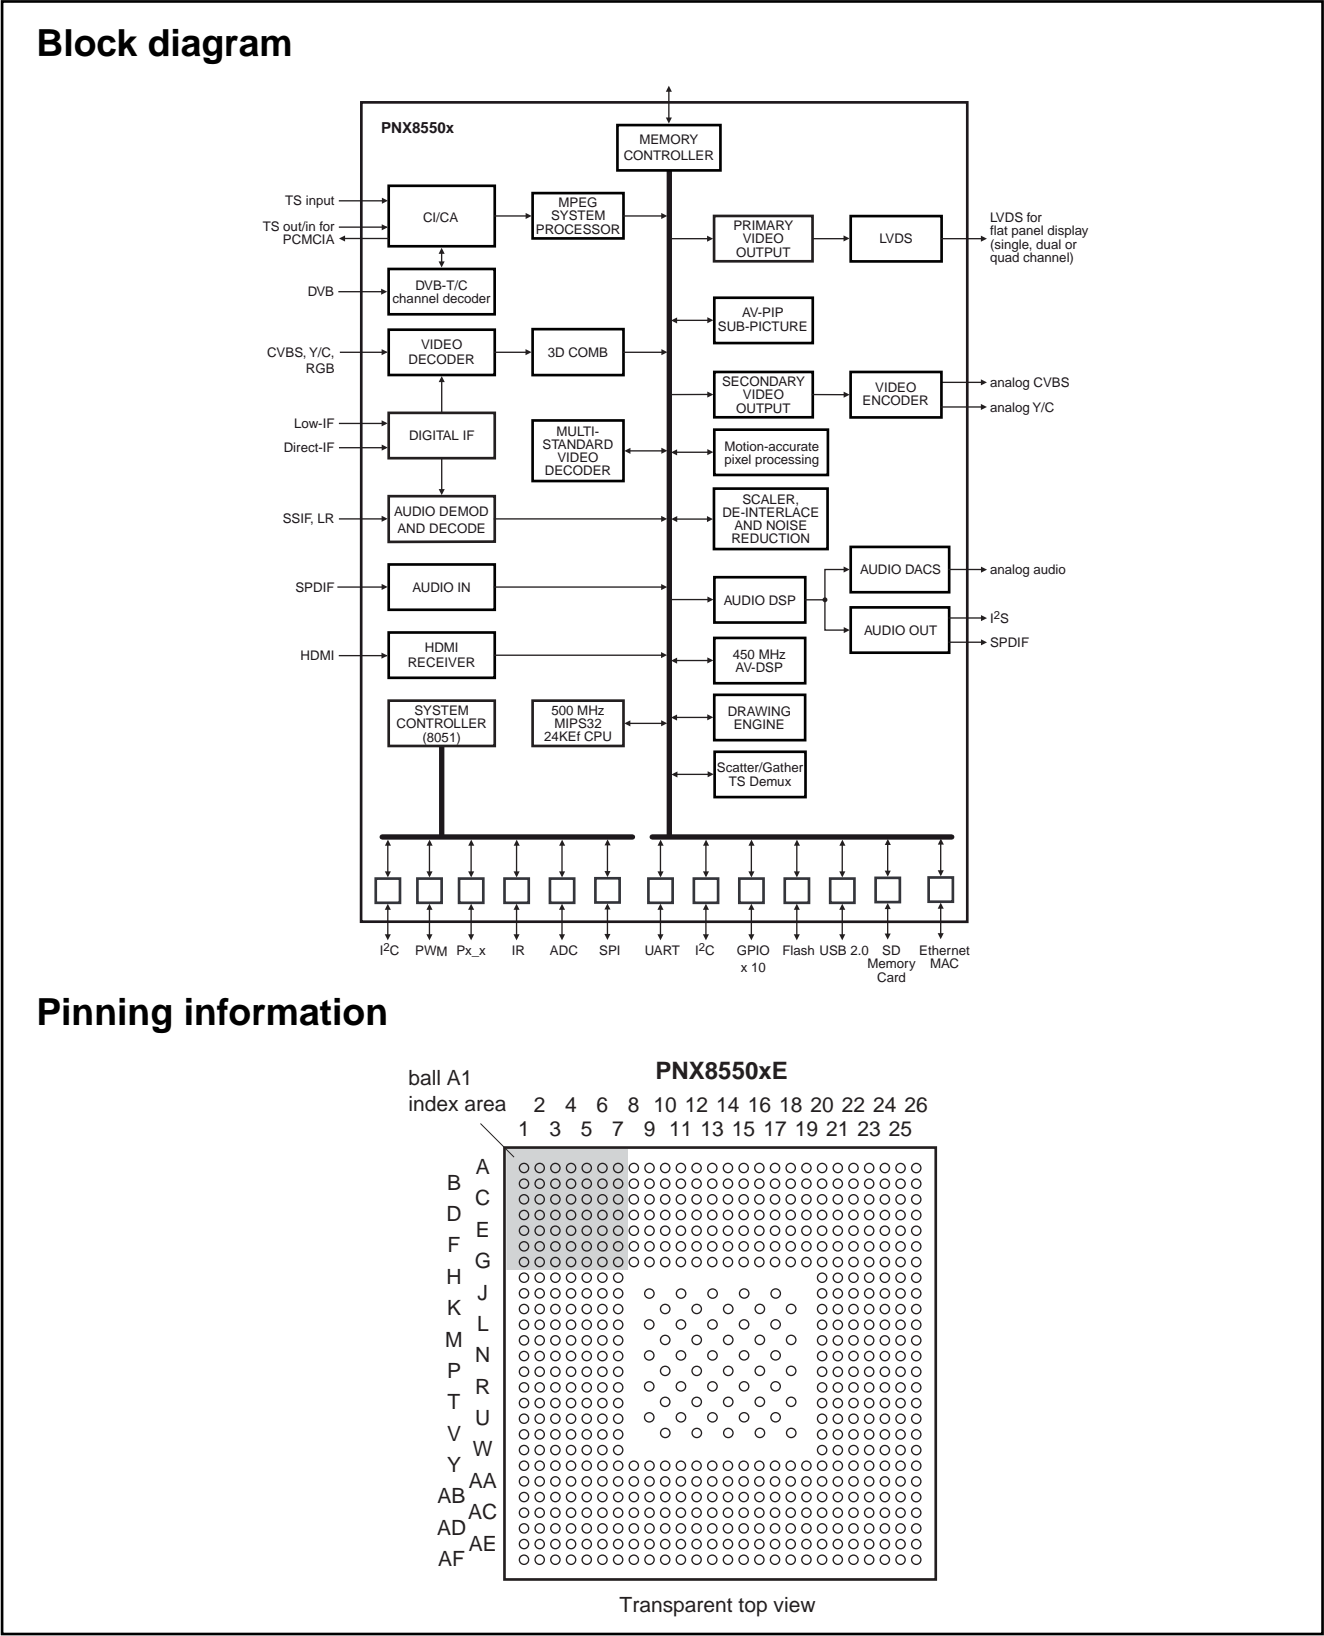 Block diagram
PNX8550x
MEMORY
CONTROLLER
TS input
TS out/in for
PCMCIA
CI/CA
MPEG
SYSTEM
PROCESSOR
PRIMARY
VIDEO
OUTPUT
LVDS
LVDS for
flat panel display
(single, dual or
quad channel)
DVB
DVB-T/C
channel decoder
AV-PIP
SUB-PICTURE
CVBS, Y/C,
RGB
VIDEO
DECODER
3D COMB
SECONDARY
VIDEO
OUTPUT
VIDEO
ENCODER
analog CVBS
analog Y/C
Low-IF
Direct-IF
DIGITAL IF
MULTI-
STANDARD
VIDEO
DECODER
Motion-accurate
pixel processing
SSIF, LR
AUDIO DEMOD
AND DECODE
SCALER,
DE-INTERLACE
AND NOISE
REDUCTION
SPDIF
AUDIO IN
AUDIO DSP
AUDIO DACS
analog audio
AUDIO OUT
I²S
SPDIF
HDMI
HDMI
RECEIVER
450 MHz
AV-DSP
SYSTEM
CONTROLLER
(8051)
500 MHz
MIPS32
24KEf CPU
DRAWING
ENGINE
Scatter/Gather
TS Demux
I²C
PWM
Px_x
IR
ADC
SPI
UART
I²C
GPIO
x 10
Flash
USB 2.0
SD
Memory
Card
Ethernet
MAC
Pinning information
PNX8550xE
ball A1
index area
2 4 6 8 10 12 14 16 18 20 22 24 26
1 3 5 7 9 11 13 15 17 19 21 23 25
A
B
C
D
E
F
G
H
J
K
L
M
N
P
R
T
U
V
W
Y
AA
AB
AC
AD
AE
AF
Transparent top view